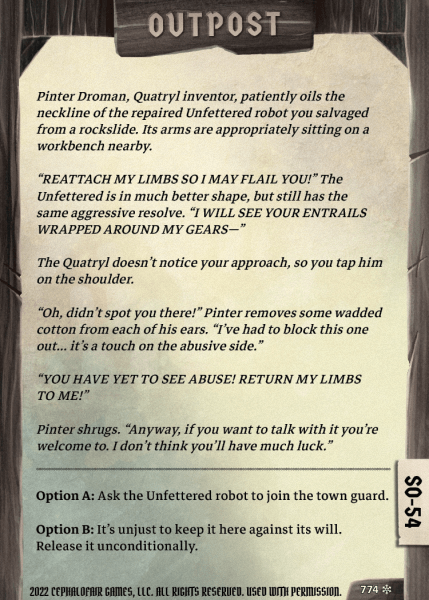 OUTPOST
Pinter Droman, Quatryl inventor, patiently oils the
neckline of the repaired Unfettered robot you salvaged
from a rockslide. Its arms are appropriately sitting on a
workbench nearby.
“REATTACH MY LIMBS SO I MAY FLAIL YOU!” The
Unfettered is in much better shape, but still has the
same aggressive resolve. “I WILL SEE YOUR ENTRAILS
WRAPPED AROUND MY GEARS—”
The Quatryl doesn’t notice your approach, so you tap him
on the shoulder.
“Oh, didn’t spot you there!” Pinter removes some wadded
cotton from each of his ears. “I’ve had to block this one
out... it’s a touch on the abusive side.”
“YOU HAVE YET TO SEE ABUSE! RETURN MY LIMBS
TO ME!”
Pinter shrugs. “Anyway, if you want to talk with it you’re
welcome to. I don’t think you’ll have much luck.”
Option A: Ask the Unfettered robot to join the town guard.
Option B: It’s unjust to keep it here against its will.
Release it unconditionally.
SO-54
2022 CEPHALOFAIR GAMES, LLC. ALL RIGHTS RESERVED. USED WITH PERMISSION.
774